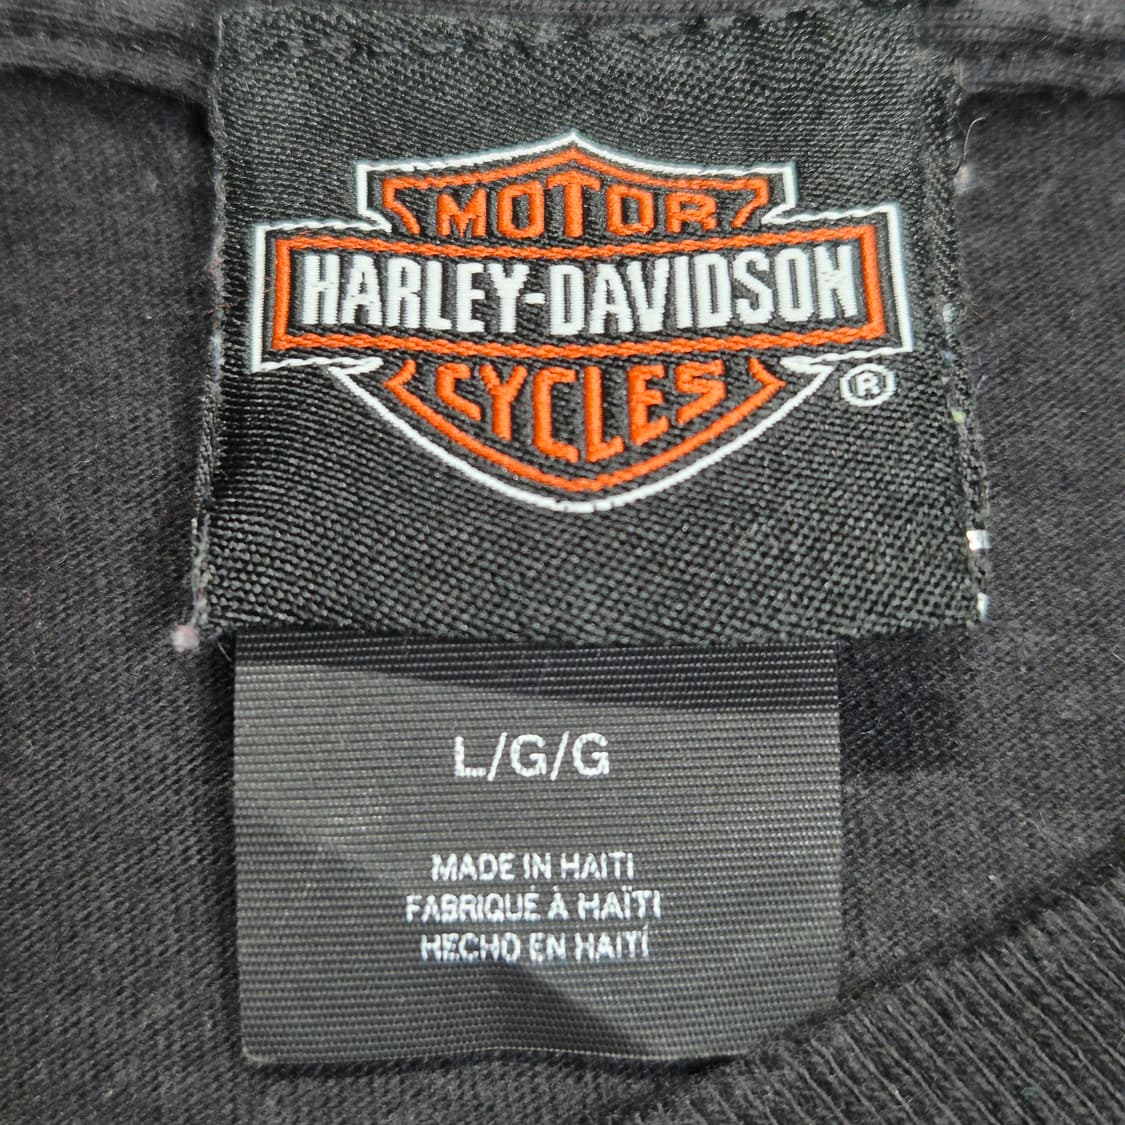 MOTOR
HARLEY-DAVIDSON
CYCLES
®
L/G/G
MADE IN HAITI
FABRIQUÉ À HAÏTI
HECHO EN HAITÍ